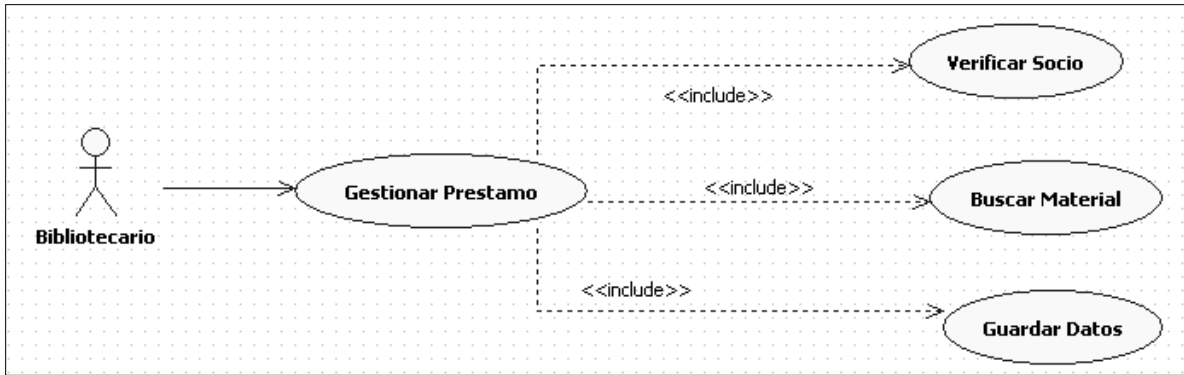 Verificar Socio
<<include>>
Gestionar Prestamo
<<include>>
Buscar Material
Bibliotecario
<<include>>
Guardar Datos